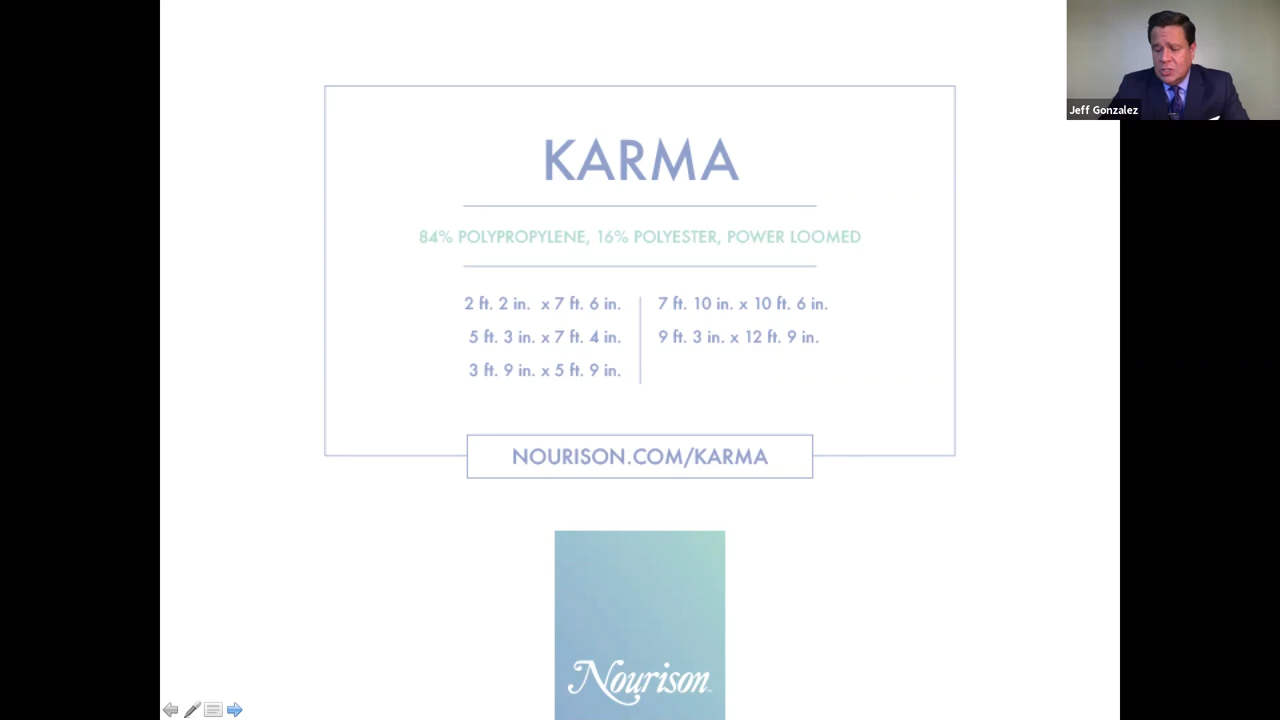 Jeff Gonzalez
KARMA
84% POLYPROPYLENE, 16% POLYESTER, POWER LOOMED
2 ft. 2 in. x 7 ft. 6 in.
5 ft. 3 in. x 7 ft. 4 in.
3 ft. 9 in. x 5 ft. 9 in.
7 ft. 10 in. x 10 ft. 6 in.
9 ft. 3 in. x 12 ft. 9 in.
NOURISON.COM/KARMA
Nourison